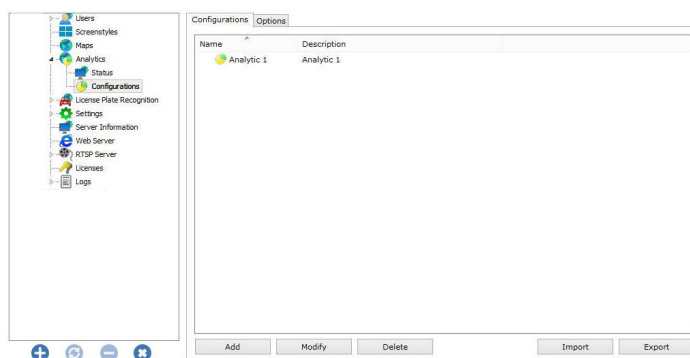 Users
Screenstyles
Maps
Analytics
Status
Configurations
License Plate Recognition
Settings
Server Information
Web Server
RTSP Server
Licenses
Logs
Configurations Options
Name Description
Analytic 1 Analytic 1
Add Modify Delete Import Export